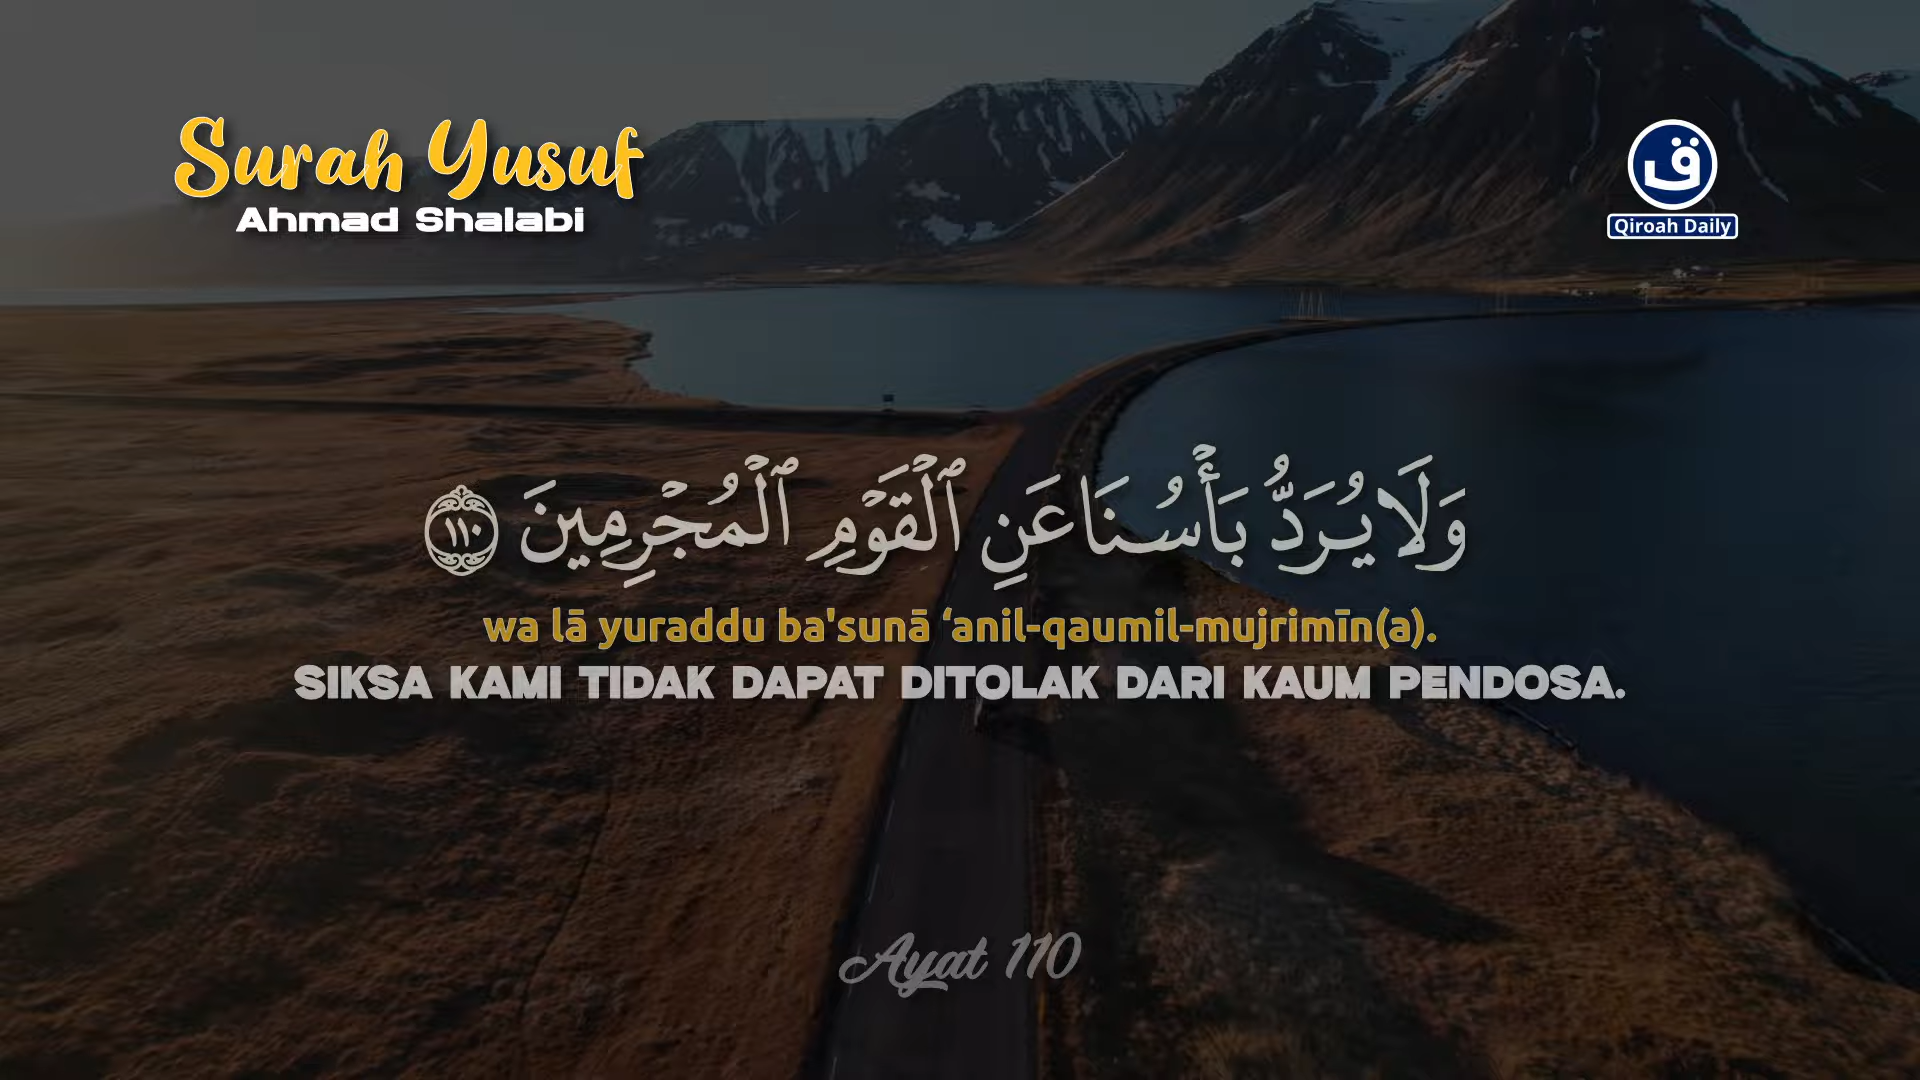 Surah Yusuf
Ahmad Shalabi
ق
Qiroah Daily
وَلَا يُرَدُّ بَأْسُنَا عَنِ ٱلْقَوْمِ ٱلْمُجْرِمِينَ ١١٠
wa lā yuraddu ba'sunā ‘anil-qaumil-mujrimīn(a).
SIKSA KAMI TIDAK DAPAT DITOLAK DARI KAUM PENDOSA.
Ayat 110